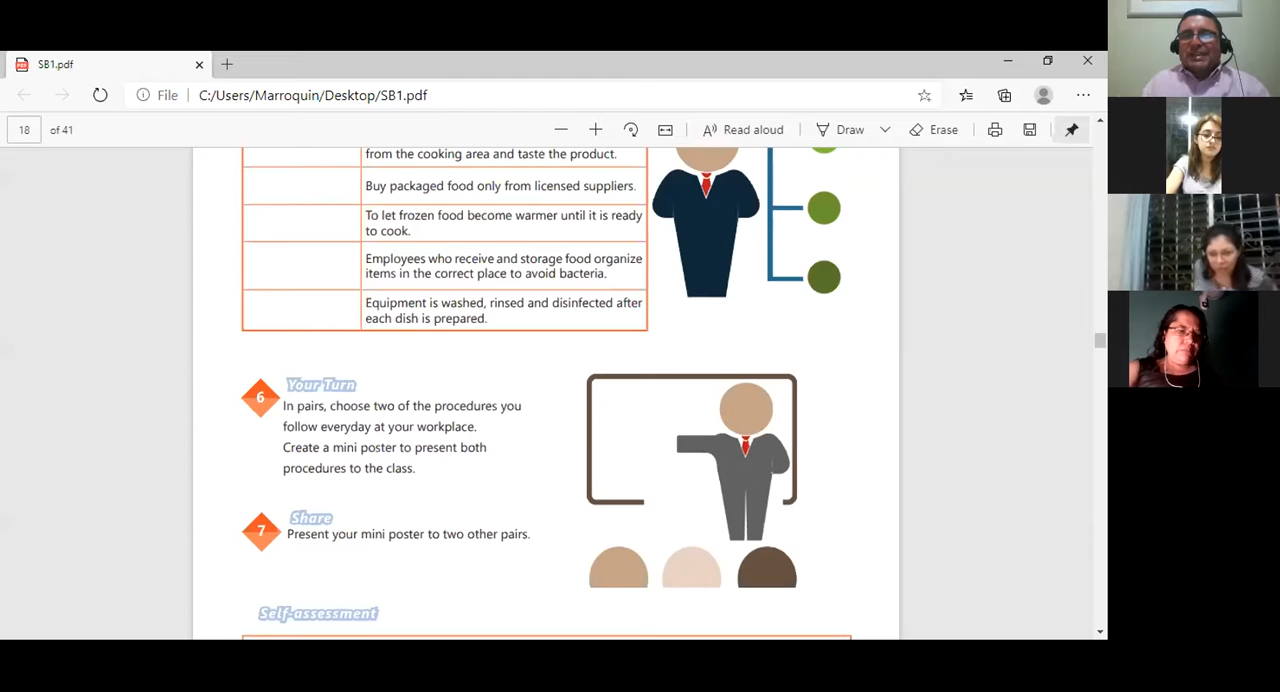 SB1.pdf
File
C:/Users/Marroquin/Desktop/SB1.pdf
18
of 41
Read aloud
Draw
Erase
from the cooking area and taste the product.
Buy packaged food only from licensed suppliers.
To let frozen food become warmer until it is ready
to cook.
Employees who receive and storage food organize
items in the correct place to avoid bacteria.
Equipment is washed, rinsed and disinfected after
each dish is prepared.
6
Your Turn
In pairs, choose two of the procedures you
follow everyday at your workplace.
Create a mini poster to present both
procedures to the class.
7
Share
Present your mini poster to two other pairs.
Self-assessment